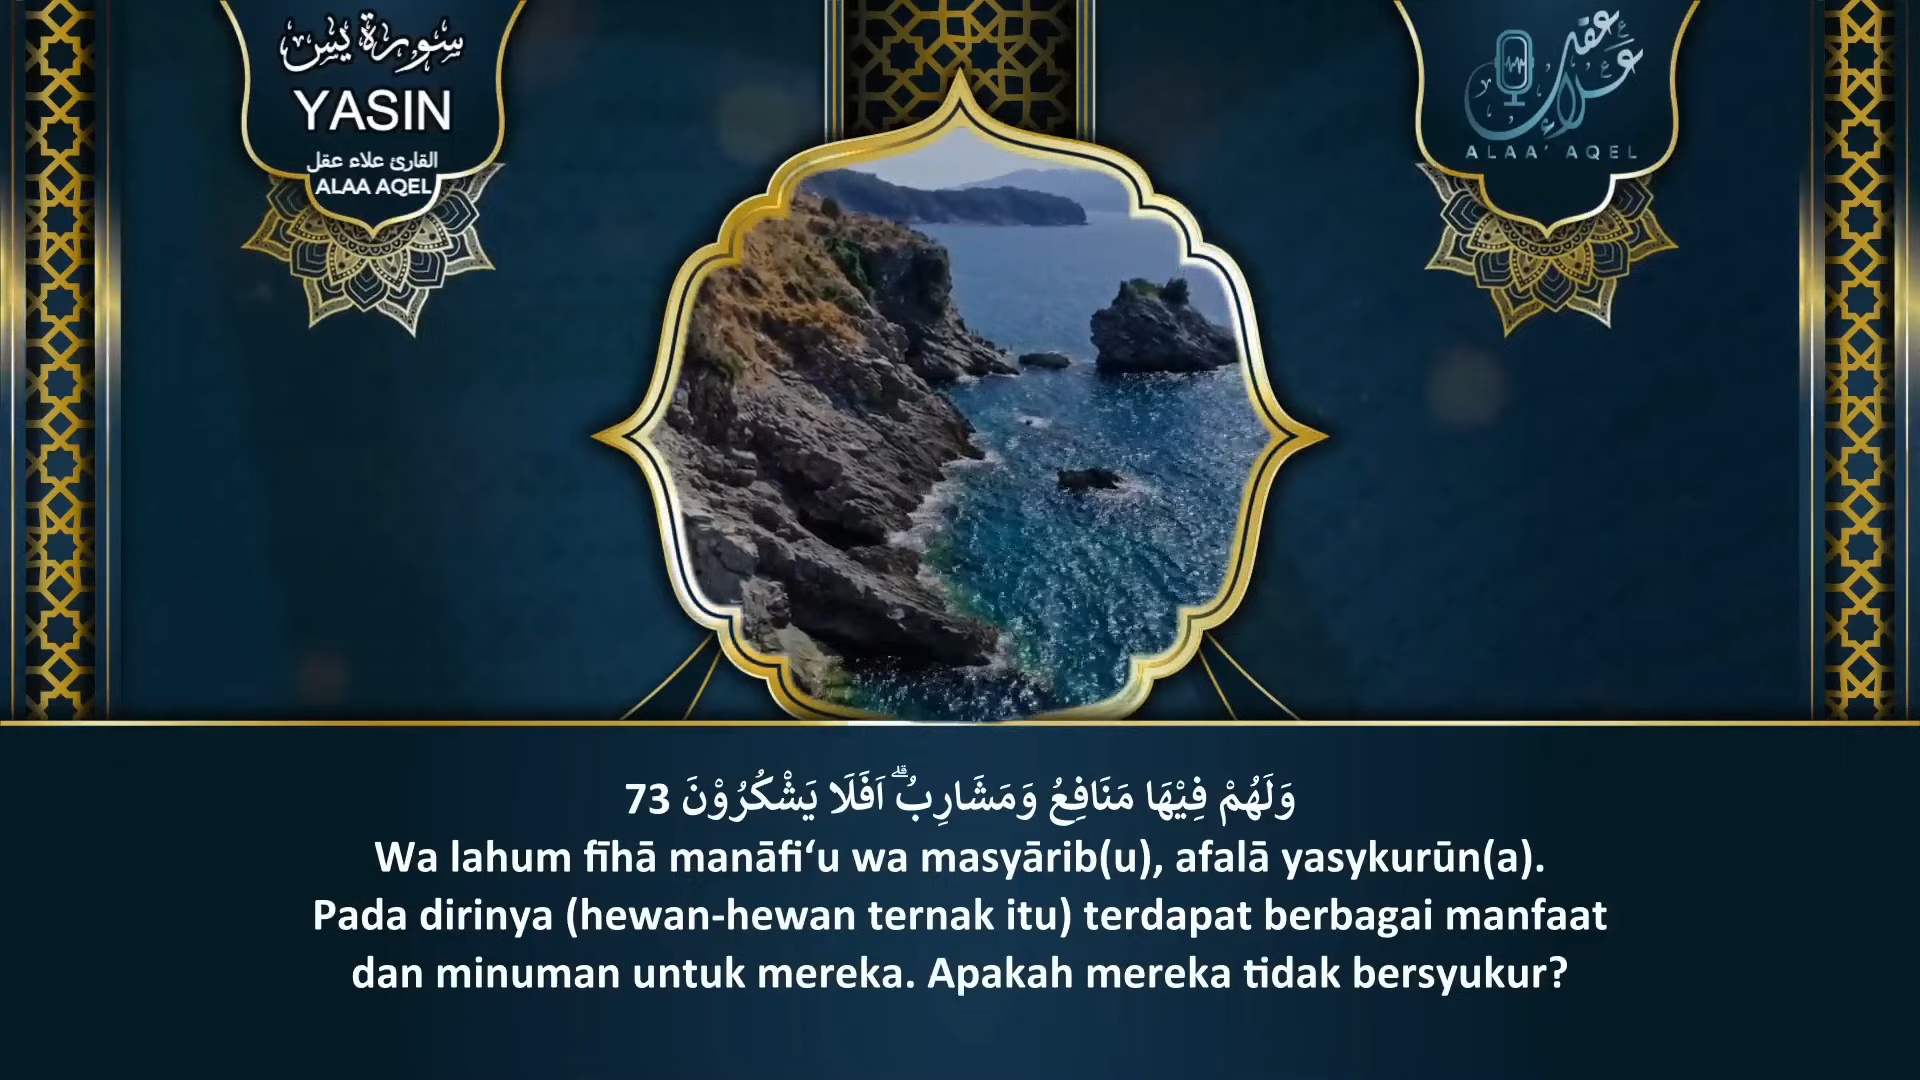 سورة يس
YASIN
القارئ علاء عقل
ALAA AQEL
علاء عقل
ALAA' AQEL
وَلَهُمْ فِيْهَا مَنَافِعُ وَمَشَارِبُۗ اَفَلَا يَشْكُرُوْنَ 73
Wa lahum fīhā manāfi‘u wa masyārib(u), afalā yasykurūn(a).
Pada dirinya (hewan-hewan ternak itu) terdapat berbagai manfaat
dan minuman untuk mereka. Apakah mereka tidak bersyukur?